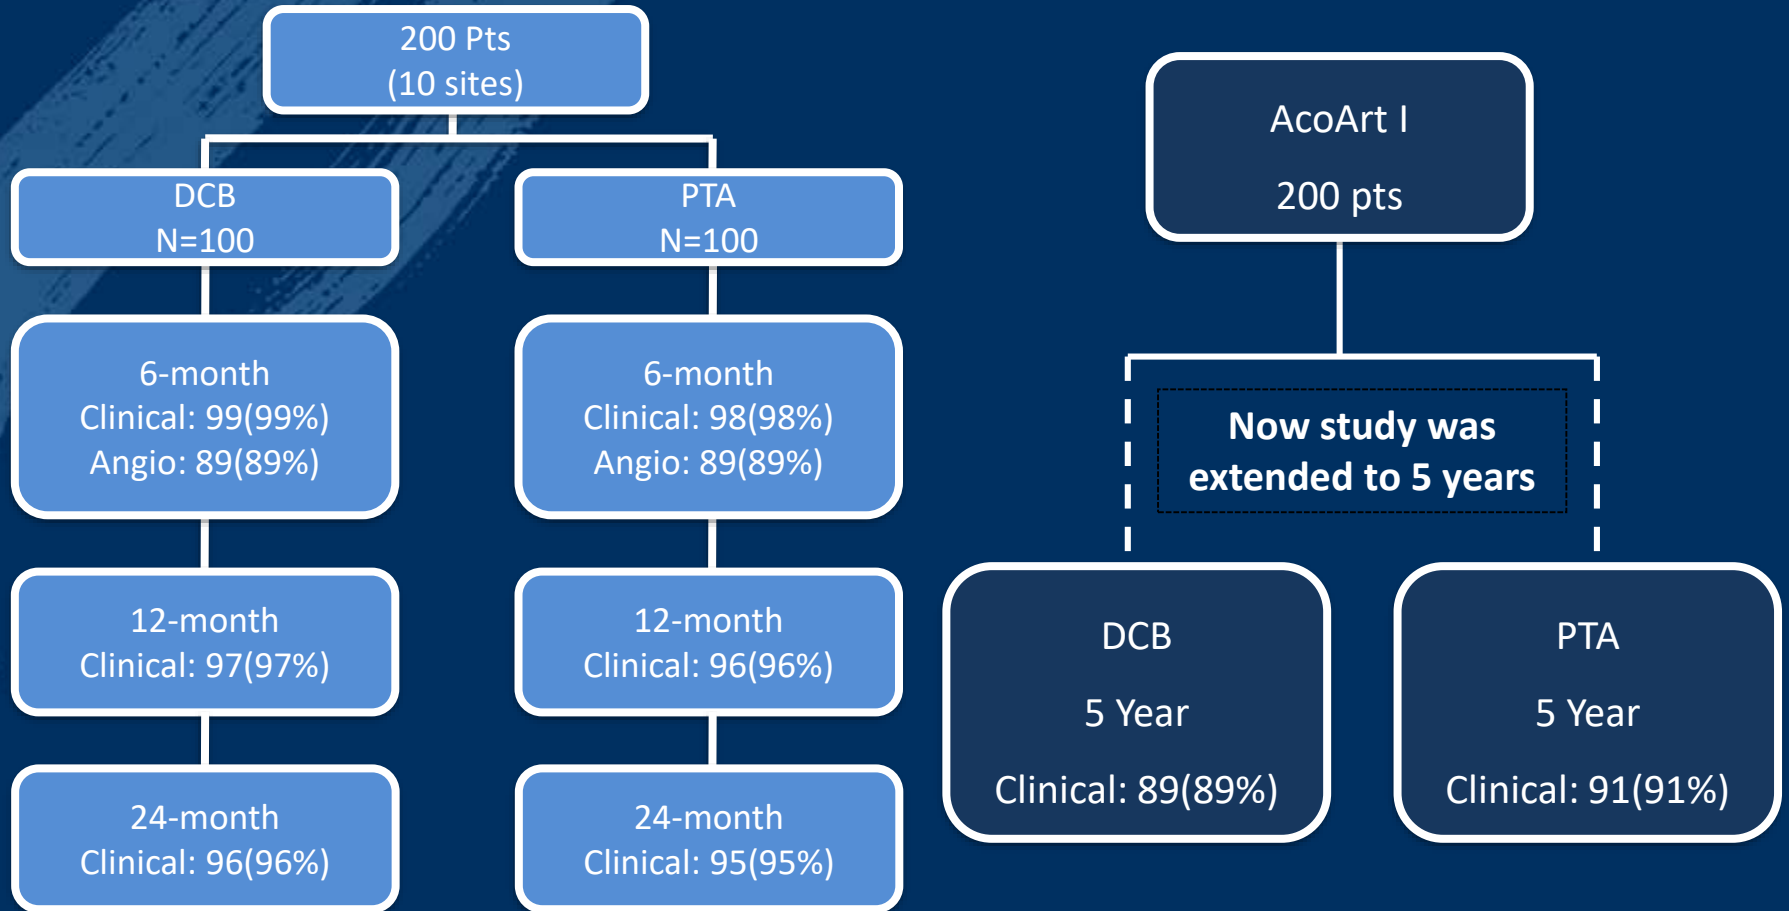 200 Pts
(10 sites)
DCB
N=100
PTA
N=100
6-month
Clinical: 99(99%)
Angio: 89(89%)
6-month
Clinical: 98(98%)
Angio: 89(89%)
12-month
Clinical: 97(97%)
12-month
Clinical: 96(96%)
24-month
Clinical: 96(96%)
24-month
Clinical: 95(95%)
AcoArt I
200 pts
Now study was
extended to 5 years
DCB
5 Year
Clinical: 89(89%)
PTA
5 Year
Clinical: 91(91%)